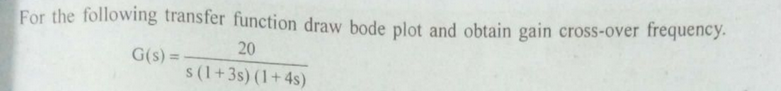 For the following transfer function draw bode plot and obtain gain cross-over frequency.
G(s) = 20 / s (1+3s) (1+4s)